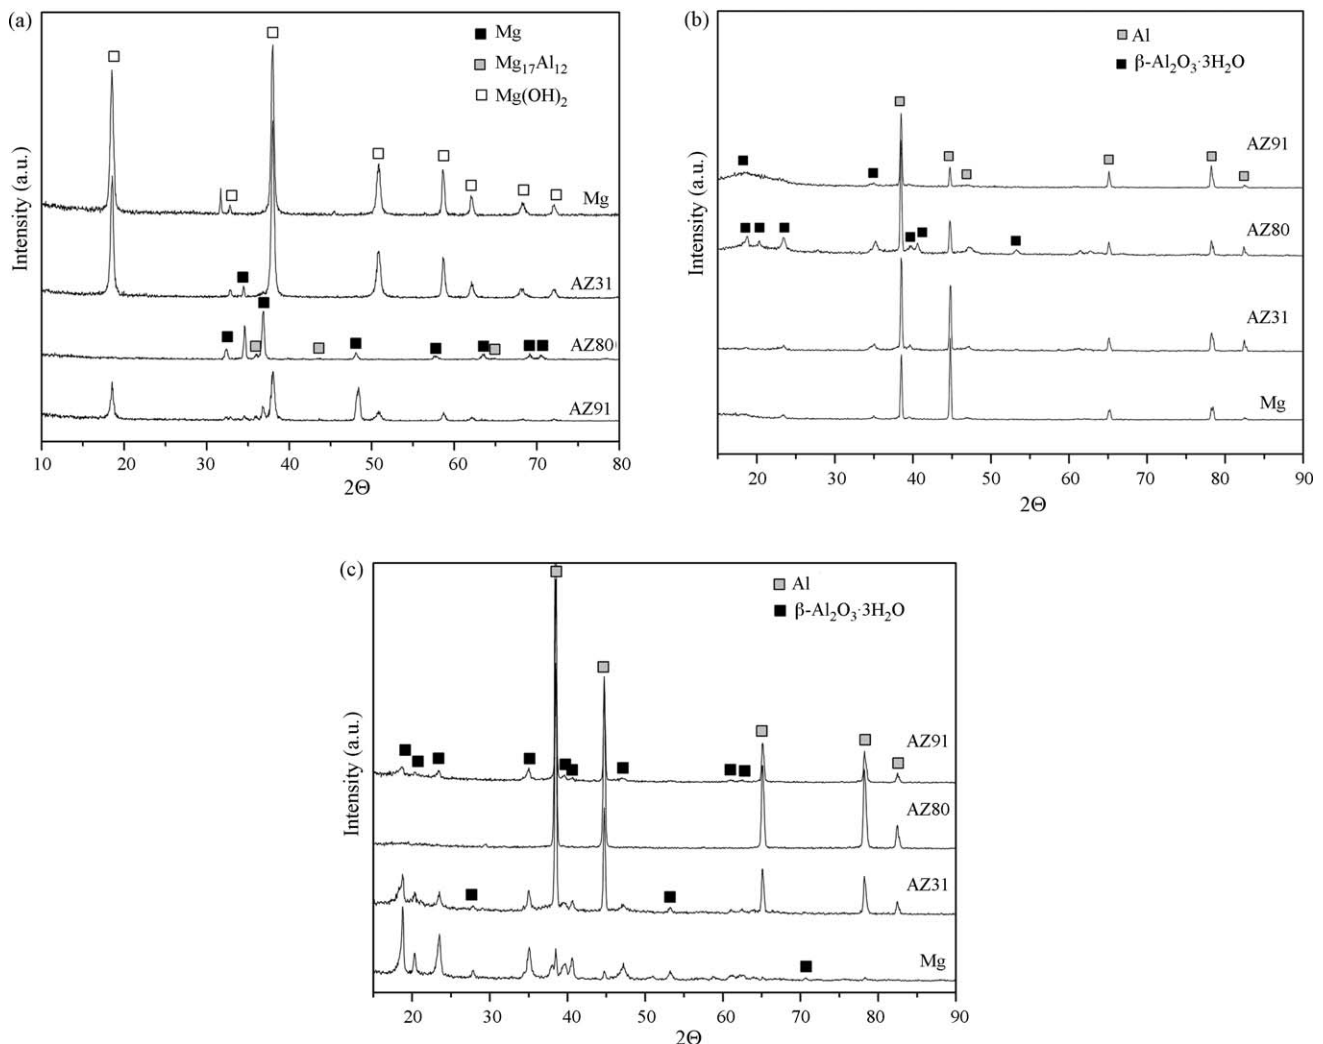 (a)
Mg
Mg₁₇Al₁₂
Mg(OH)₂
Intensity (a.u.)
Mg
AZ31
AZ80
AZ91
10 20 30 40 50 60 70 80
2Θ
(b)
Al
β-Al₂O₃·3H₂O
Intensity (a.u.)
AZ91
AZ80
AZ31
Mg
20 30 40 50 60 70 80 90
2Θ
(c)
Al
β-Al₂O₃·3H₂O
Intensity (a.u.)
AZ91
AZ80
AZ31
Mg
20 30 40 50 60 70 80 90
2Θ